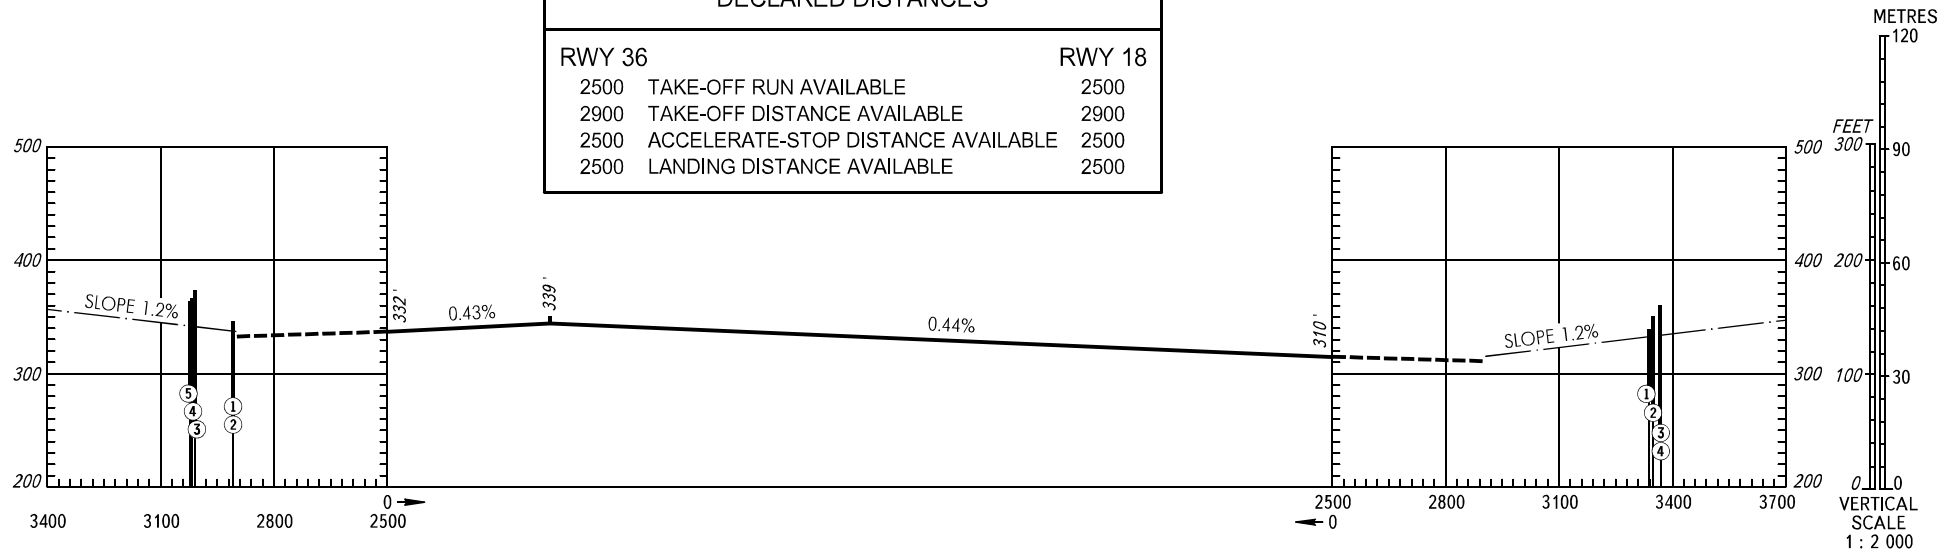 DECLARED DISTANCES
RWY 36 RWY 18
2500 TAKE-OFF RUN AVAILABLE 2500
2900 TAKE-OFF DISTANCE AVAILABLE 2900
2500 ACCELERATE-STOP DISTANCE AVAILABLE 2500
2500 LANDING DISTANCE AVAILABLE 2500
METRES
120
90
60
30
0
FEET
300
200
100
0
VERTICAL
SCALE
1 : 2 000
500
400
300
200
SLOPE 1.2%
5
4
3
1
2
3400 3100 2800 2500
0
332'
0.43%
339'
0.44%
310'
SLOPE 1.2%
1
2
3
4
500
400
300
200
2500 2800 3100 3400 3700
0